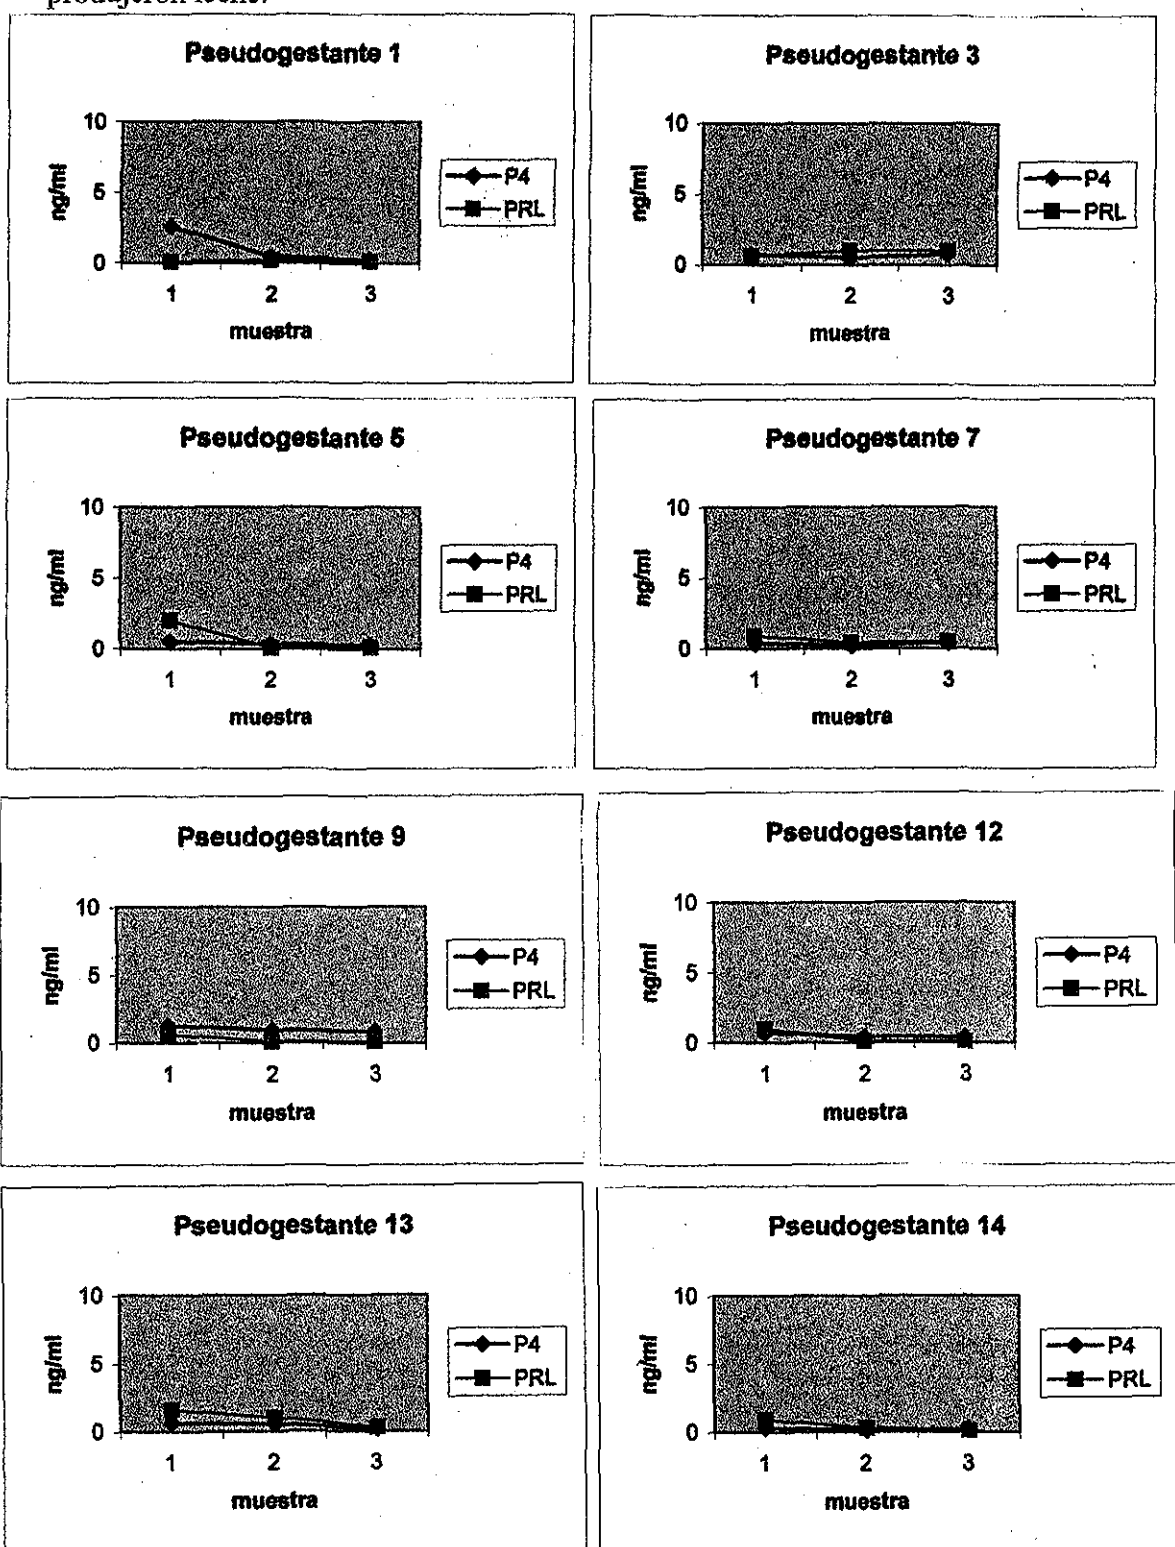 produjeron leche.
Pseudogestante 1
10
5
0
ng/ml
1 2 3
muestra
P4
PRL
Pseudogestante 3
10
5
0
ng/ml
1 2 3
muestra
P4
PRL
Pseudogestante 5
10
5
0
ng/ml
1 2 3
muestra
P4
PRL
Pseudogestante 7
10
5
0
ng/ml
1 2 3
muestra
P4
PRL
Pseudogestante 9
10
5
0
ng/ml
1 2 3
muestra
P4
PRL
Pseudogestante 12
10
5
0
ng/ml
1 2 3
muestra
P4
PRL
Pseudogestante 13
10
5
0
ng/ml
1 2 3
muestra
P4
PRL
Pseudogestante 14
10
5
0
ng/ml
1 2 3
muestra
P4
PRL